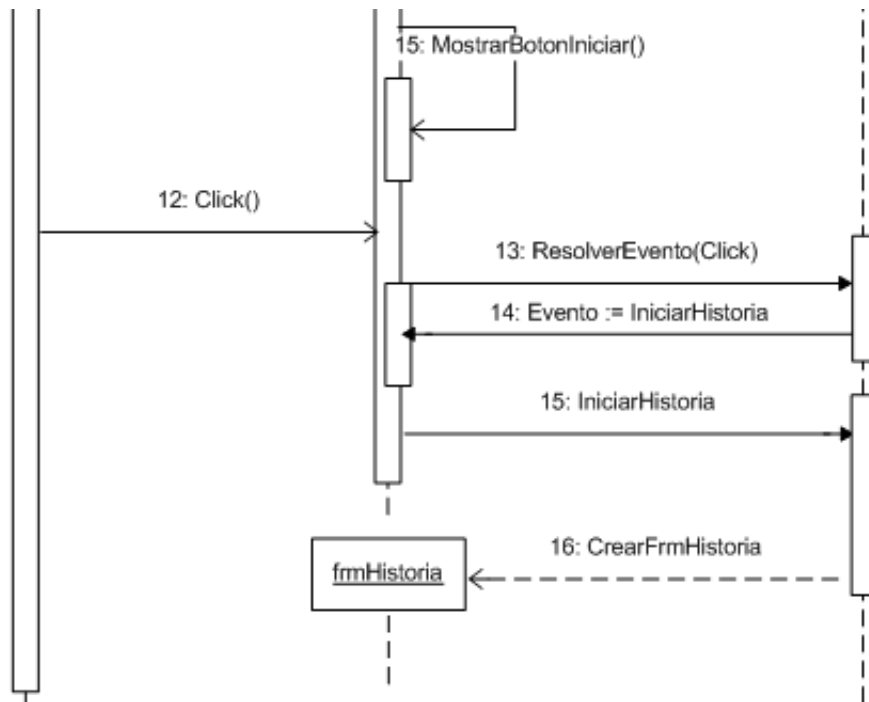 15: MostrarBotonIniciar()
12: Click()
13: ResolverEvento(Click)
14: Evento := IniciarHistoria
15: IniciarHistoria
16: CrearFrmHistoria
frmHistoria